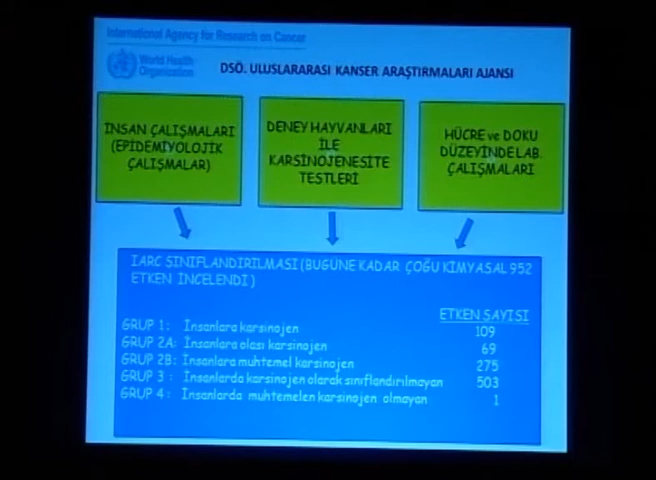 International Agency for Research on Cancer
World Health
Organization
DSÖ. ULUSLARARASI KANSER ARAŞTIRMALARI AJANSI
İNSAN ÇALIŞMALARI
(EPİDEMİYOLOJİK
ÇALIŞMALAR)
DENEY HAYVANLARI
İLE
KARSİNOJENESİTE
TESTLERİ
HÜCRE ve DOKU
DÜZEYİNDE LAB.
ÇALIŞMALARI
IARC SINIFLANDIRILMASI (BUGÜNE KADAR ÇOĞU KİMYASAL 952
ETKEN İNCELENDİ)
ETKEN SAYISI
GRUP 1: İnsanlara karsinojen 109
GRUP 2A: İnsanlara olası karsinojen 69
GRUP 2B: İnsanlara muhtemel karsinojen 275
GRUP 3 : İnsanlarda karsinojen olarak sınıflandırılmayan 503
GRUP 4: İnsanlarda muhtemelen karsinojen olmayan 1